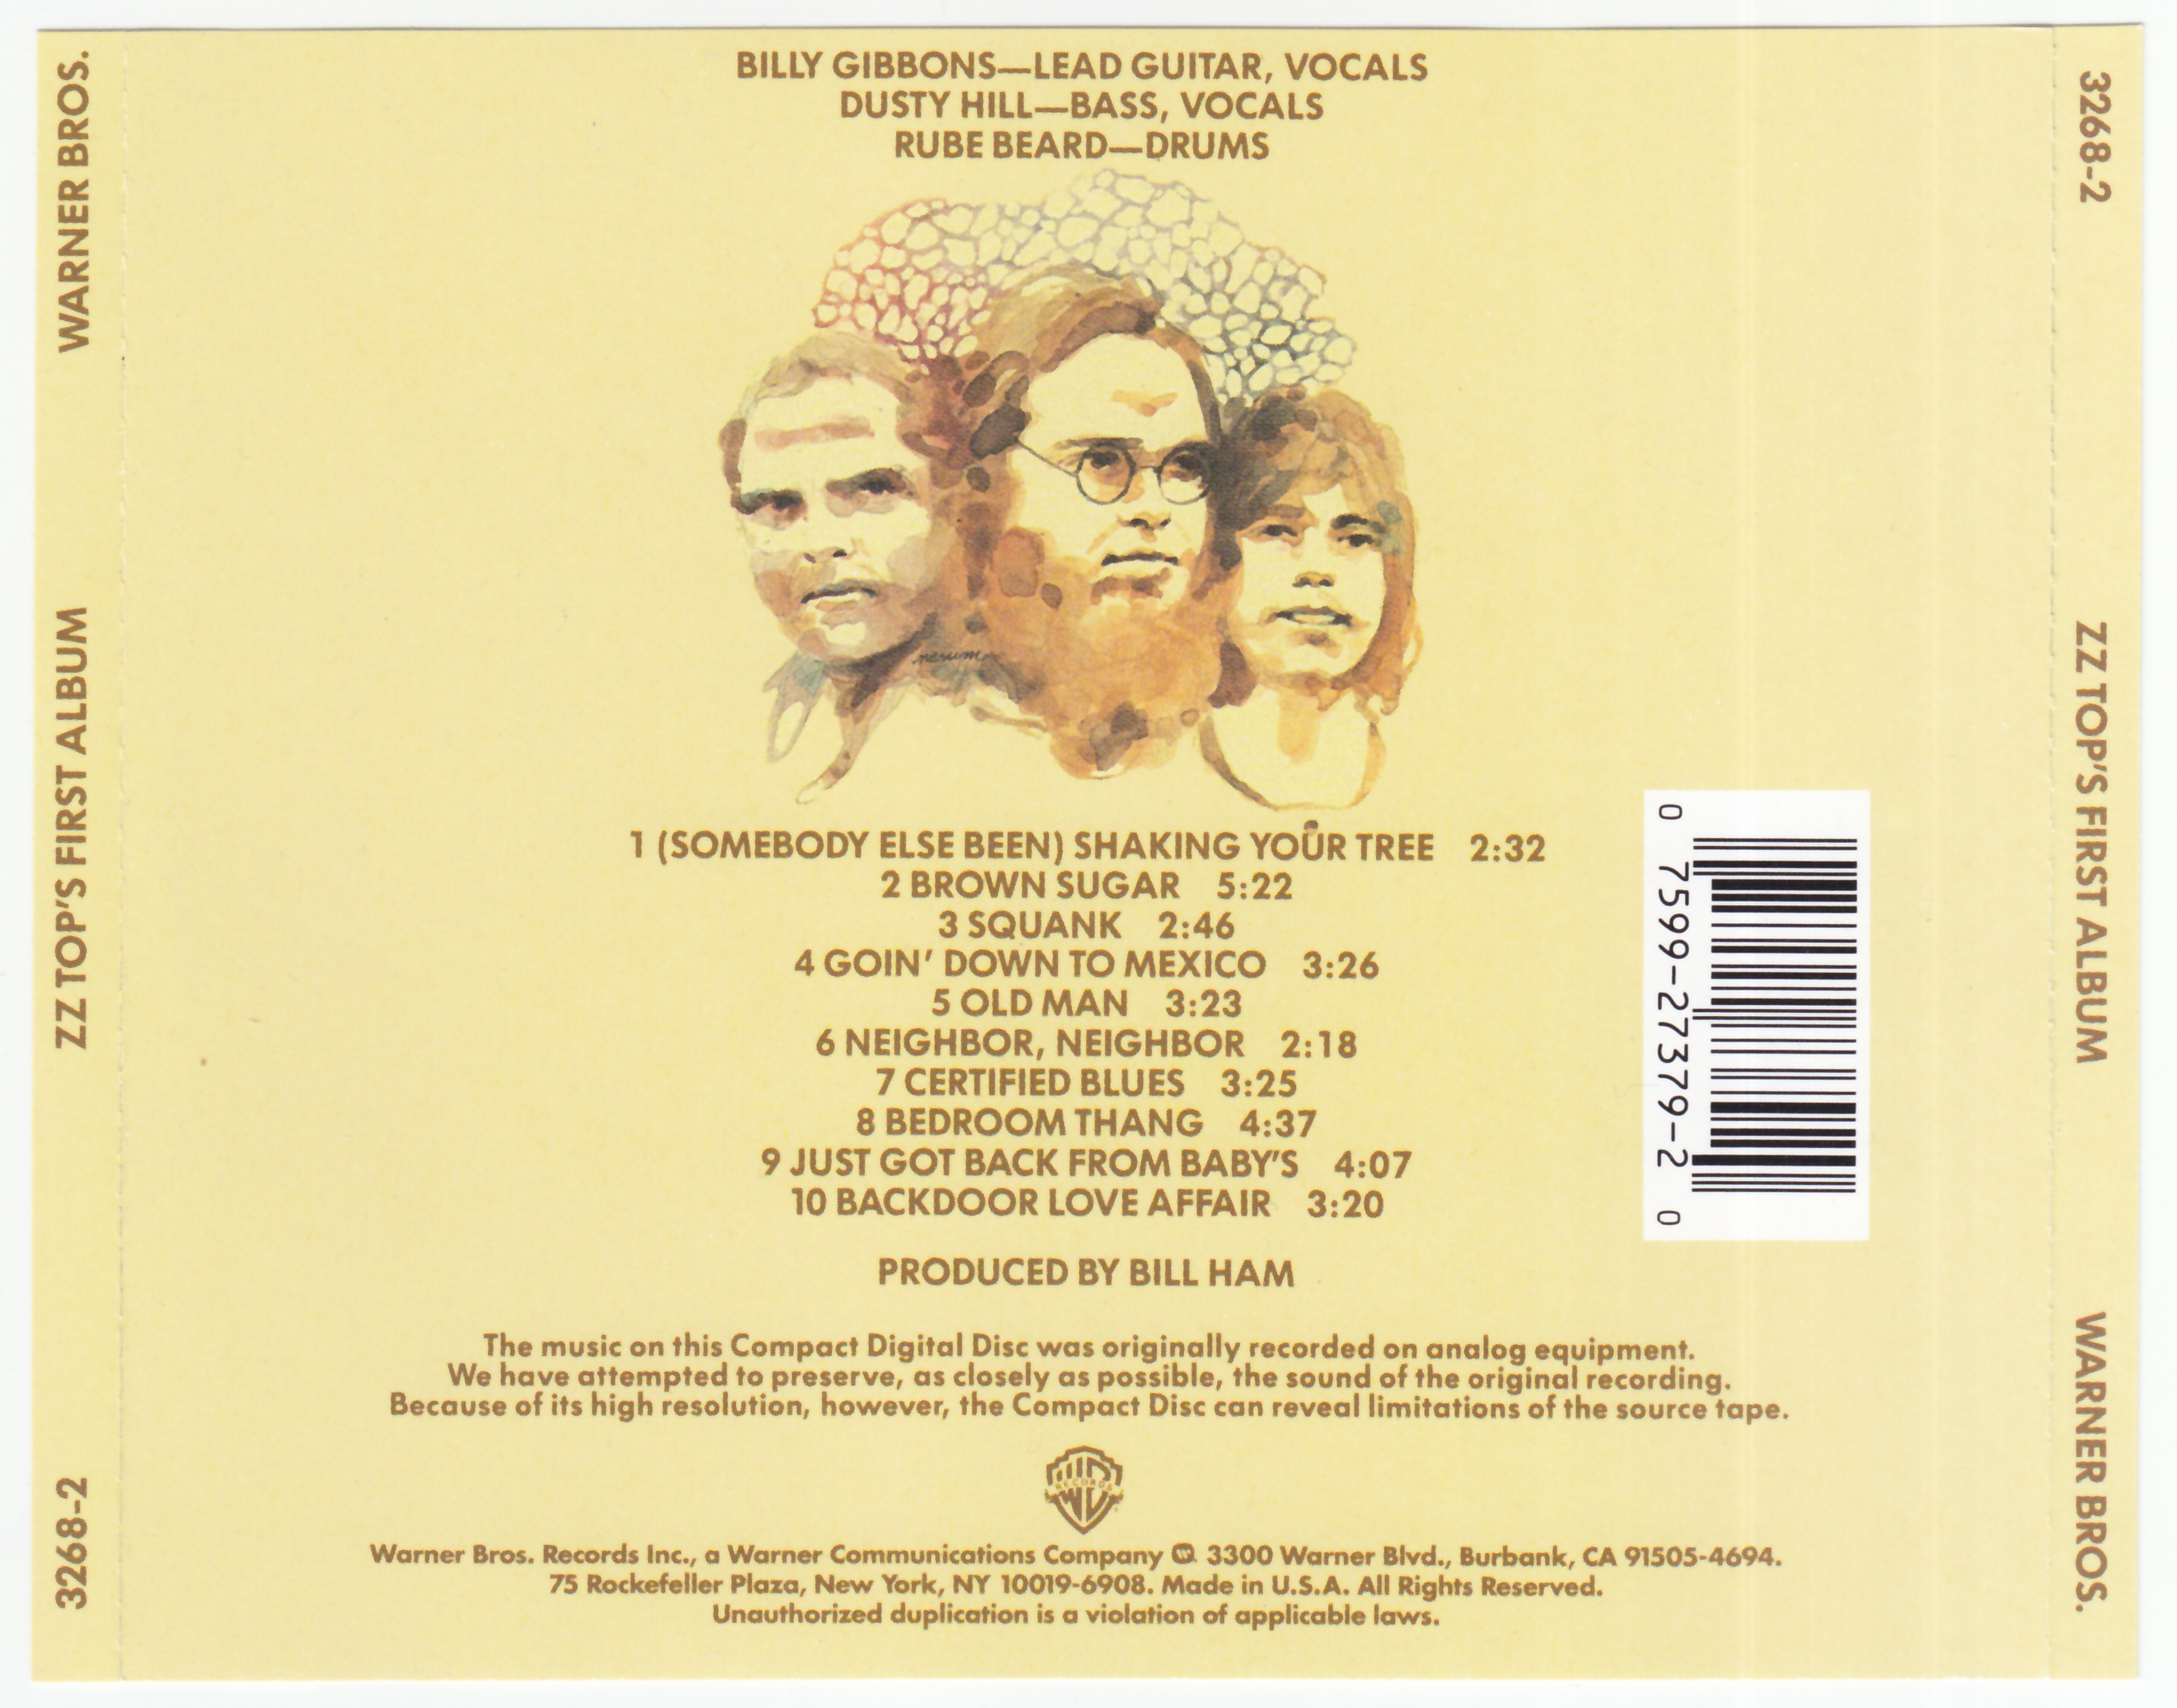 BILLY GIBBONS—LEAD GUITAR, VOCALS
DUSTY HILL—BASS, VOCALS
RUBE BEARD—DRUMS
nerum
1 (SOMEBODY ELSE BEEN) SHAKING YOUR TREE 2:32
2 BROWN SUGAR 5:22
3 SQUANK 2:46
4 GOIN' DOWN TO MEXICO 3:26
5 OLD MAN 3:23
6 NEIGHBOR, NEIGHBOR 2:18
7 CERTIFIED BLUES 3:25
8 BEDROOM THANG 4:37
9 JUST GOT BACK FROM BABY'S 4:07
10 BACKDOOR LOVE AFFAIR 3:20
PRODUCED BY BILL HAM
The music on this Compact Digital Disc was originally recorded on analog equipment.
We have attempted to preserve, as closely as possible, the sound of the original recording.
Because of its high resolution, however, the Compact Disc can reveal limitations of the source tape.
WB
RECORDS
Warner Bros. Records Inc., a Warner Communications Company 3300 Warner Blvd., Burbank, CA 91505-4694.
75 Rockefeller Plaza, New York, NY 10019-6908. Made in U.S.A. All Rights Reserved.
Unauthorized duplication is a violation of applicable laws.
0 7599-27379-2 0
3268-2 ZZ TOP'S FIRST ALBUM WARNER BROS.
3268-2 ZZ TOP'S FIRST ALBUM WARNER BROS.